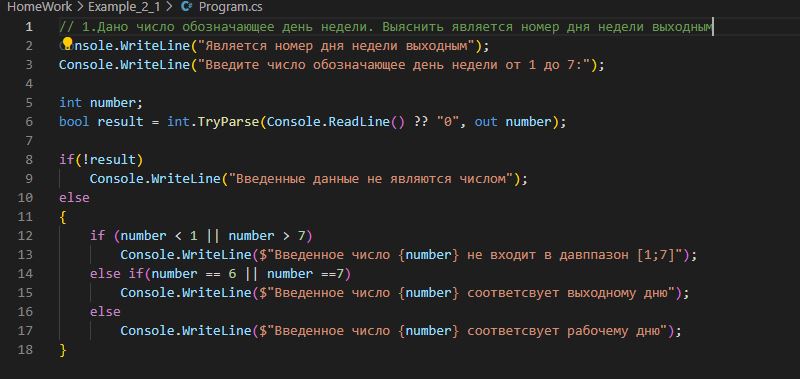 HomeWork > Example_2_1 > Program.cs
1 // 1.Дано число обозначающее день недели. Выяснить является номер дня недели выходным
2 Console.WriteLine("Является номер дня недели выходным");
3 Console.WriteLine("Введите число обозначающее день недели от 1 до 7:");
4
5 int number;
6 bool result = int.TryParse(Console.ReadLine() ?? "0", out number);
7
8 if(!result)
9 Console.WriteLine("Введенные данные не являются числом");
10 else
11 {
12 if (number < 1 || number > 7)
13 Console.WriteLine($"Введенное число {number} не входит в давппазон [1;7]");
14 else if(number == 6 || number ==7)
15 Console.WriteLine($"Введенное число {number} соответсвует выходному дню");
16 else
17 Console.WriteLine($"Введенное число {number} соответсвует рабочему дню");
18 }